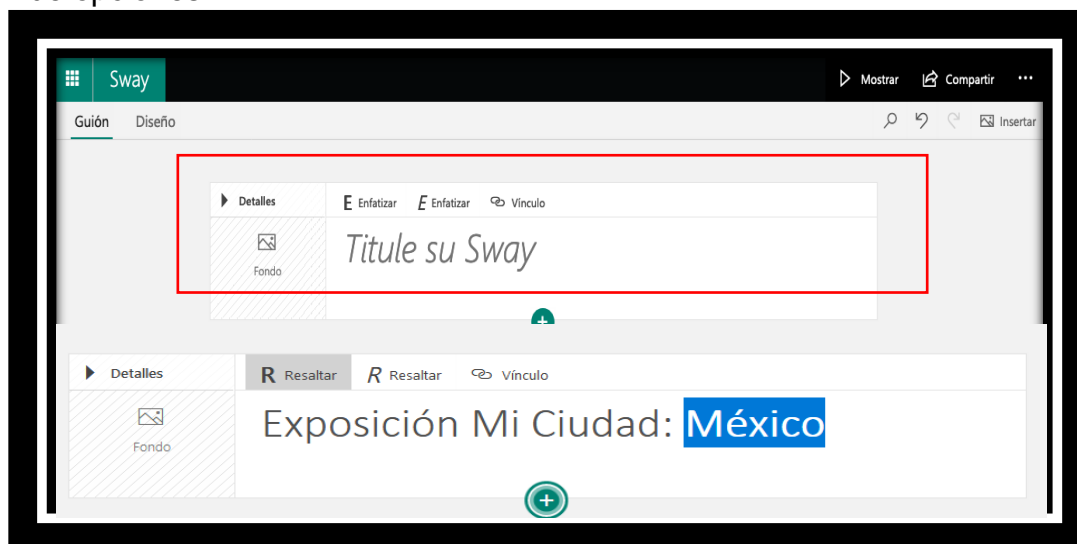 Sway
Mostrar Compartir ···
Guión Diseño
Insertar
Detalles E Enfatizar E Enfatizar Vínculo
Fondo
Titule su Sway
Detalles R Resaltar R Resaltar Vínculo
Fondo
Exposición Mi Ciudad: México